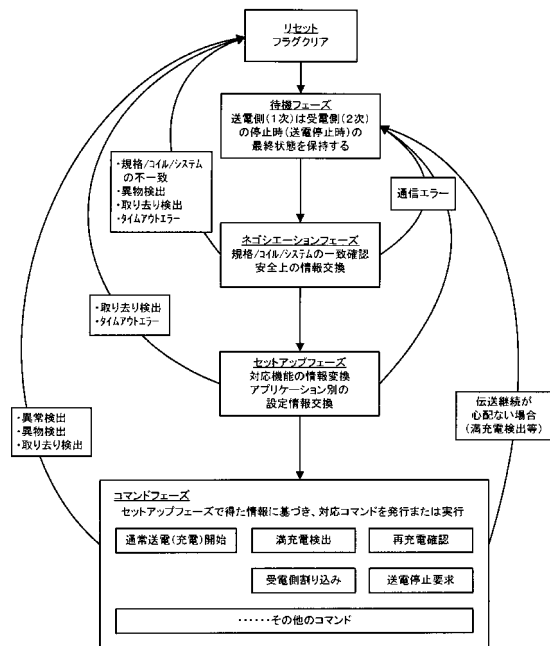 リセット
フラグクリア
待機フェーズ
送電側(1次)は受電側(2次)
の停止時(送電停止時)の
最終状態を保持する
・規格/コイル/システム
の不一致
・異物検出
・取り去り検出
・タイムアウトエラー
通信エラー
ネゴシエーションフェーズ
規格/コイル/システムの一致確認
安全上の情報交換
・取り去り検出
・タイムアウトエラー
セットアップフェーズ
対応機能の情報変換
アプリケーション別の
設定情報交換
・異常検出
・異物検出
・取り去り検出
伝送継続が
心配ない場合
(満充電検出等)
コマンドフェーズ
セットアップフェーズで得た情報に基づき、対応コマンドを発行または実行
通常送電(充電)開始
満充電検出
再充電確認
受電側割り込み
送電停止要求
……その他のコマンド